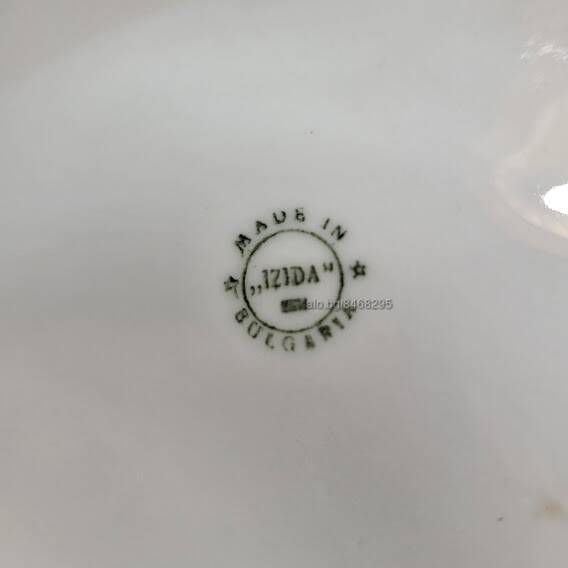 MADE IN
„IZIDA"
BULGARIA
alo.bg 8468295